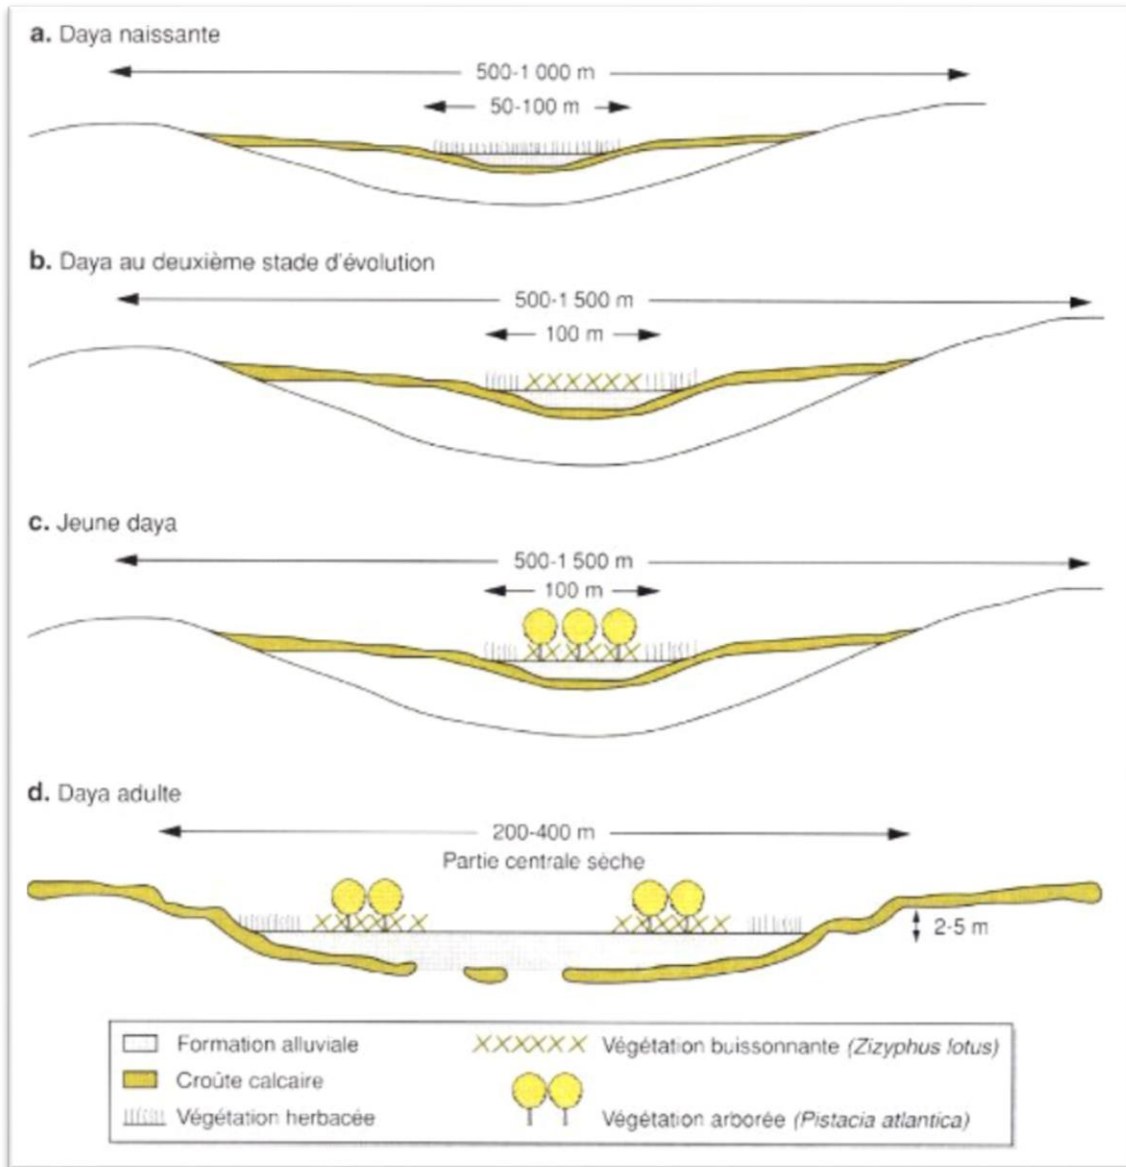 a. Daya naissante
500-1 000 m
50-100 m
b. Daya au deuxième stade d'évolution
500-1 500 m
100 m
c. Jeune daya
500-1 500 m
100 m
d. Daya adulte
200-400 m
Partie centrale sèche
2-5 m
Formation alluviale
Végétation buissonnante (Zizyphus lotus)
Croûte calcaire
Végétation herbacée
Végétation arborée (Pistacia atlantica)